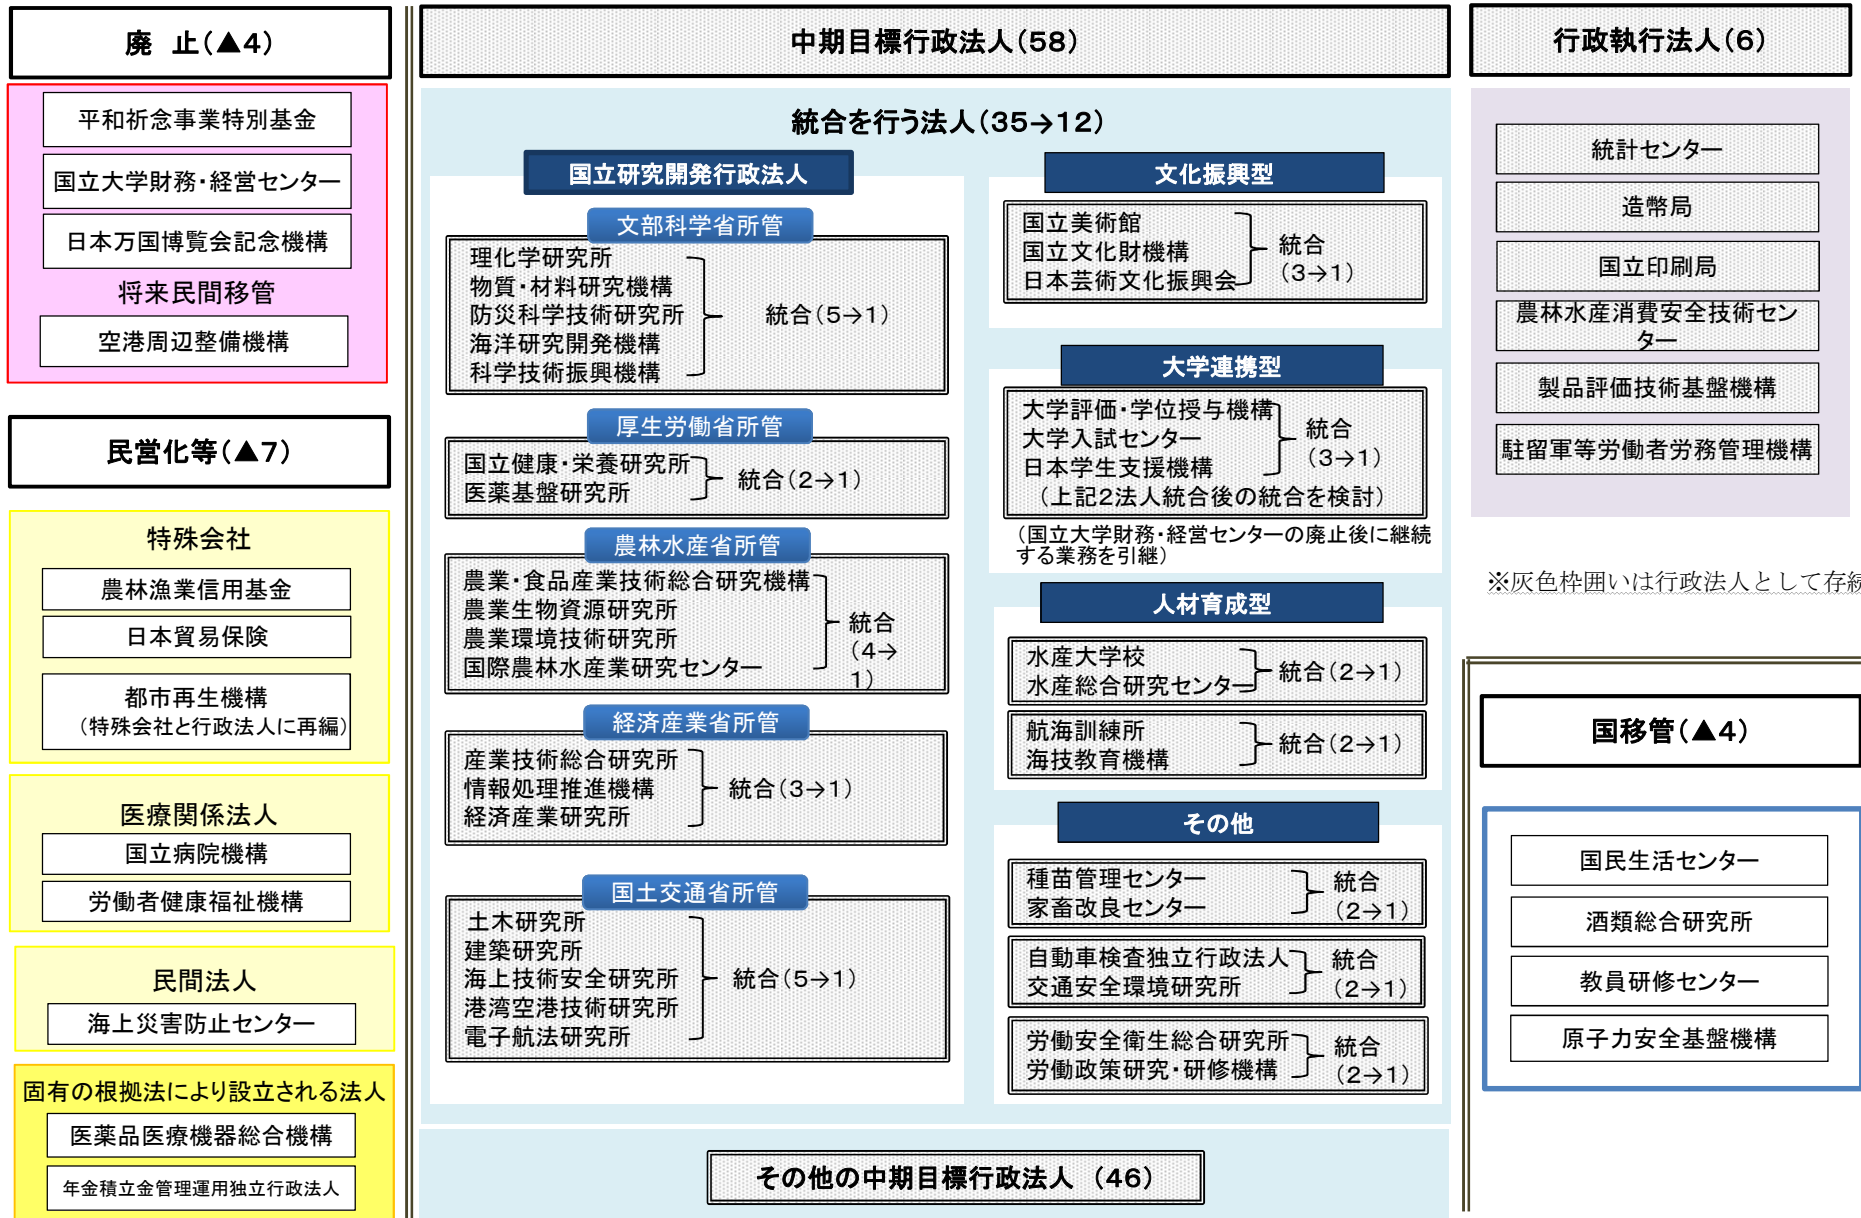 廃 止(▲4)
平和祈念事業特別基金
国立大学財務・経営センター
日本万国博覧会記念機構
将来民間移管
空港周辺整備機構
民営化等(▲7)
特殊会社
農林漁業信用基金
日本貿易保険
都市再生機構
(特殊会社と行政法人に再編)
医療関係法人
国立病院機構
労働者健康福祉機構
民間法人
海上災害防止センター
固有の根拠法により設立される法人
医薬品医療機器総合機構
年金積立金管理運用独立行政法人
中期目標行政法人(58)
統合を行う法人(35→12)
国立研究開発行政法人
文部科学省所管
理化学研究所
物質・材料研究機構
防災科学技術研究所
海洋研究開発機構
科学技術振興機構
統合(5→1)
厚生労働省所管
国立健康・栄養研究所
医薬基盤研究所
統合(2→1)
農林水産省所管
農業・食品産業技術総合研究機構
農業生物資源研究所
農業環境技術研究所
国際農林水産業研究センター
統合
(4→
1)
経済産業省所管
産業技術総合研究所
情報処理推進機構
経済産業研究所
統合(3→1)
国土交通省所管
土木研究所
建築研究所
海上技術安全研究所
港湾空港技術研究所
電子航法研究所
統合(5→1)
文化振興型
国立美術館
国立文化財機構
日本芸術文化振興会
統合
(3→1)
大学連携型
大学評価・学位授与機構
大学入試センター
日本学生支援機構
統合
(3→1)
(上記2法人統合後の統合を検討)
(国立大学財務・経営センターの廃止後に継続
する業務を引継)
人材育成型
水産大学校
水産総合研究センター
統合(2→1)
航海訓練所
海技教育機構
統合(2→1)
その他
種苗管理センター
家畜改良センター
統合
(2→1)
自動車検査独立行政法人
交通安全環境研究所
統合
(2→1)
労働安全衛生総合研究所
労働政策研究・研修機構
統合
(2→1)
その他の中期目標行政法人 (46)
行政執行法人(6)
統計センター
造幣局
国立印刷局
農林水産消費安全技術セン
ター
製品評価技術基盤機構
駐留軍等労働者労務管理機構
※灰色枠囲いは行政法人として存続
国移管(▲4)
国民生活センター
酒類総合研究所
教員研修センター
原子力安全基盤機構